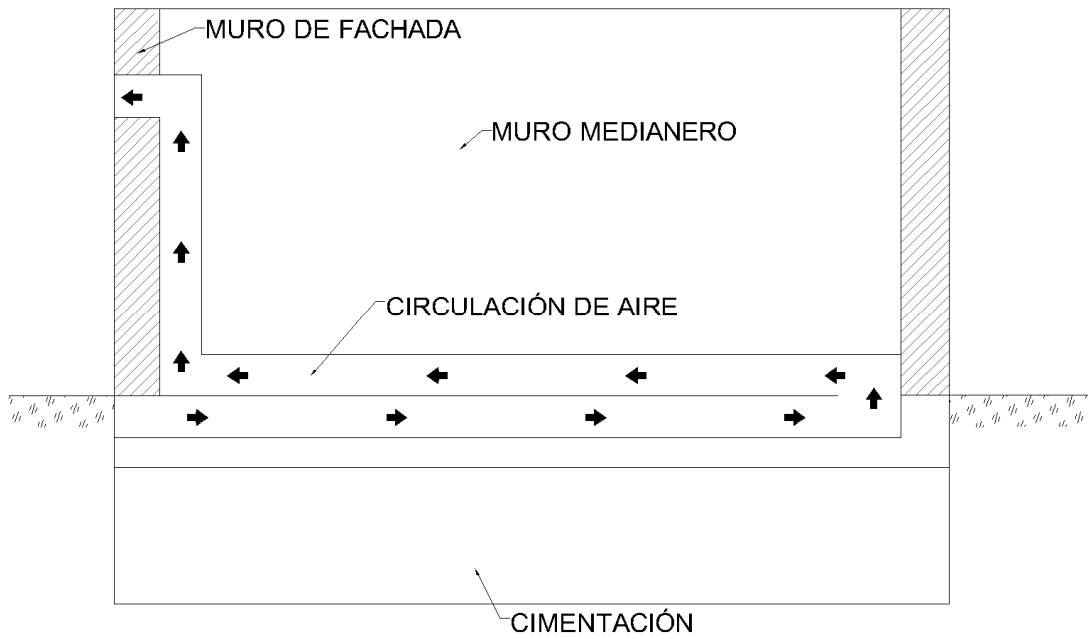 MURO DE FACHADA
MURO MEDIANERO
CIRCULACIÓN DE AIRE
CIMENTACIÓN